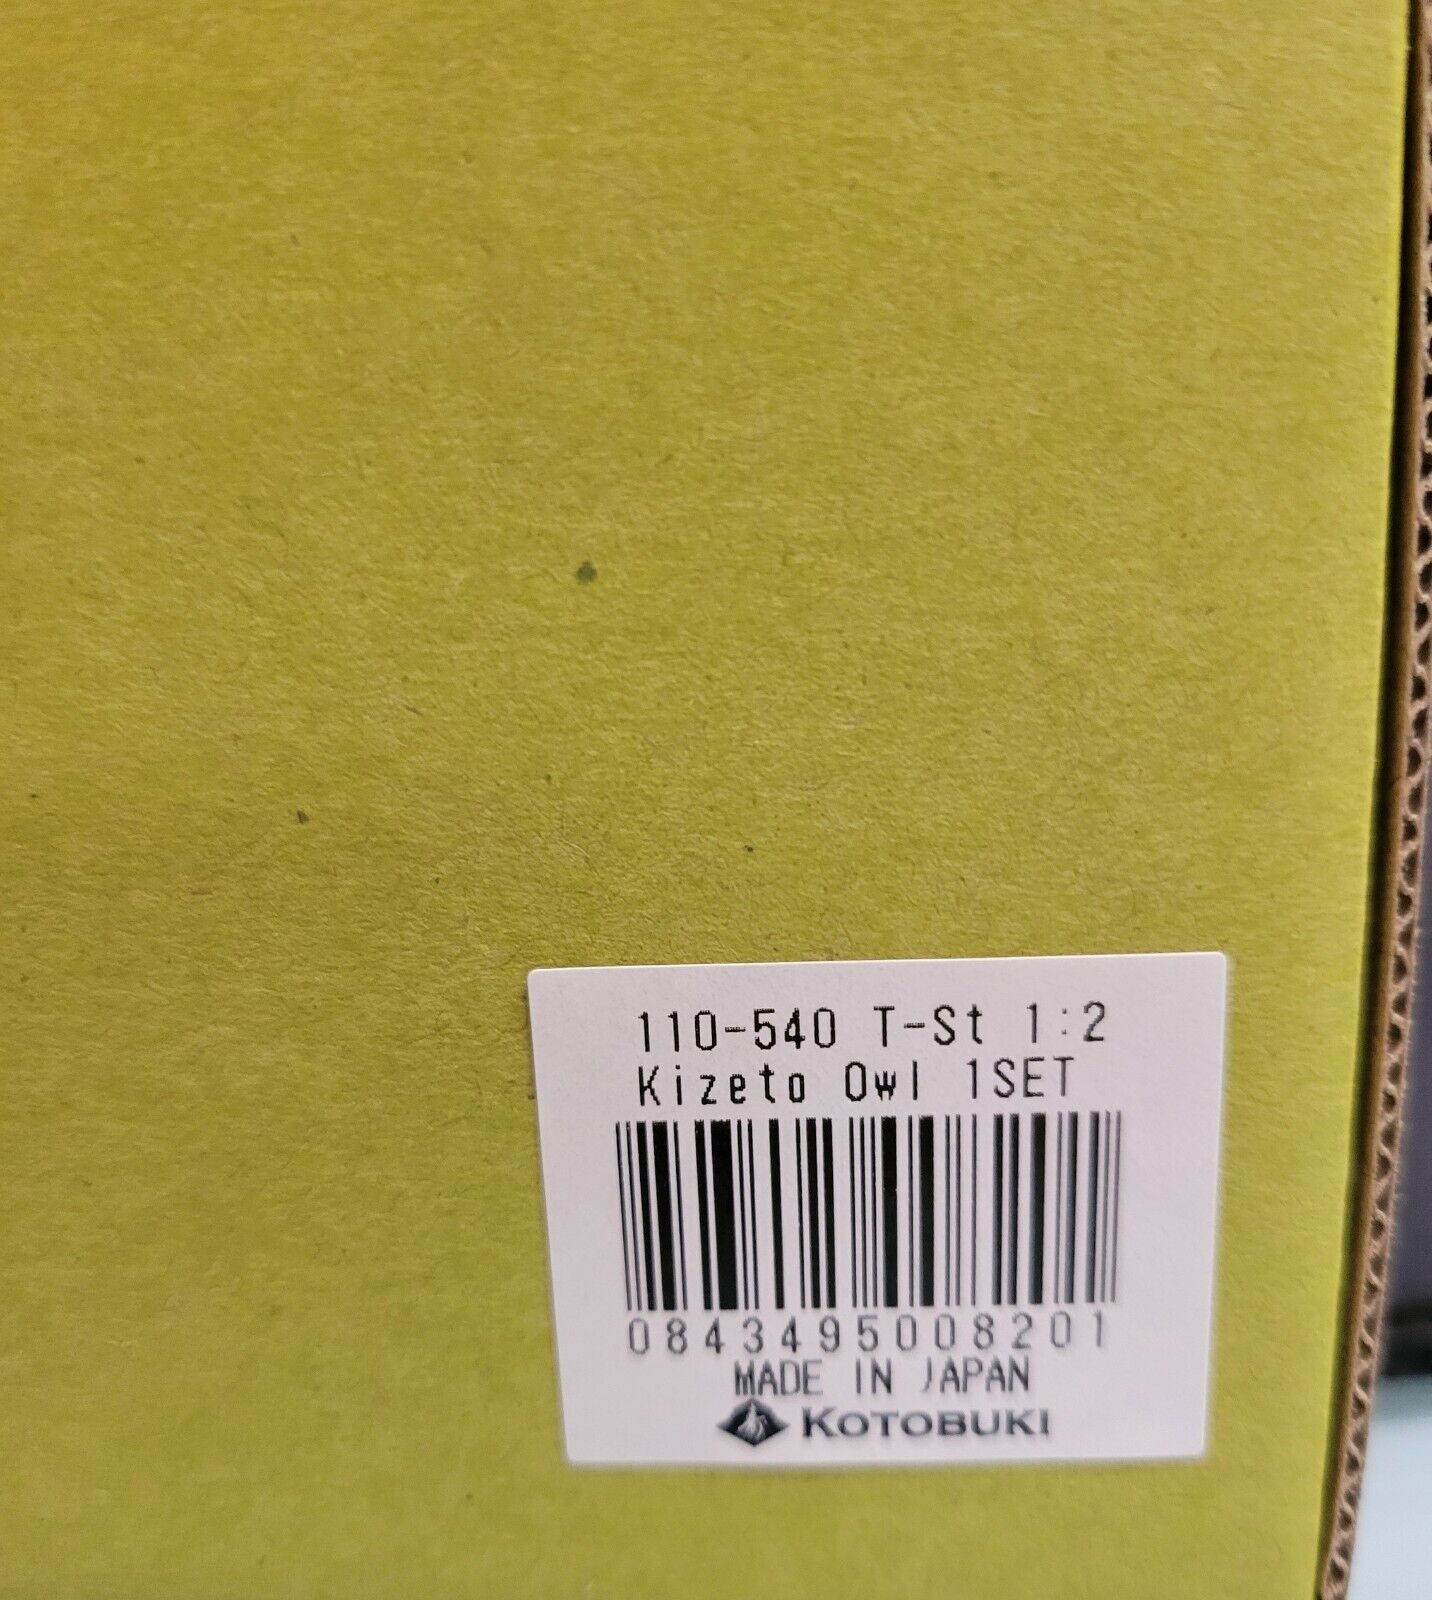 110-540 T-St 1:2
Kizeto Owl 1SET
0843495008201
MADE IN JAPAN
KOTOBUKI